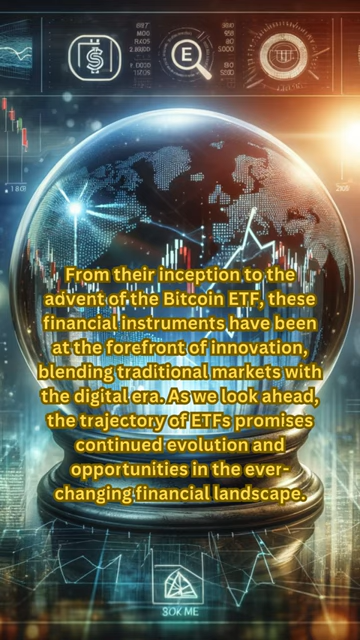 From their inception to the
advent of the Bitcoin ETF, these
financial instruments have been
at the forefront of innovation,
blending traditional markets with
the digital era. As we look ahead,
the trajectory of ETFs promises
continued evolution and
opportunities in the ever-
changing financial landscape.